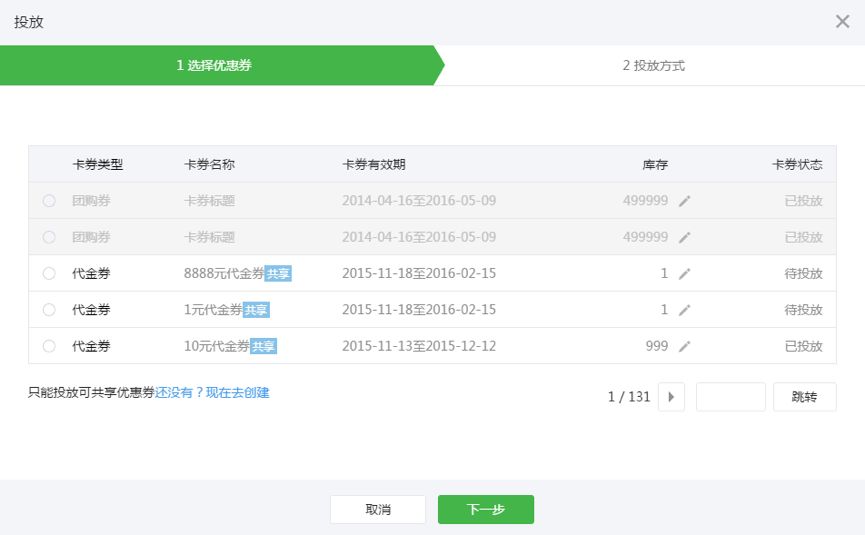 投放
1 选择优惠券 2 投放方式
卡券类型 卡券名称 卡券有效期 库存 卡券状态
团购券 卡券标题 2014-04-16至2016-05-09 499999 已投放
团购券 卡券标题 2014-04-16至2016-05-09 499999 已投放
代金券 8888元代金券共享 2015-11-18至2016-02-15 1 待投放
代金券 1元代金券共享 2015-11-18至2016-02-15 1 待投放
代金券 10元代金券共享 2015-11-13至2015-12-12 999 已投放
只能投放可共享优惠券还没有？现在去创建 1 / 131 跳转
取消 下一步